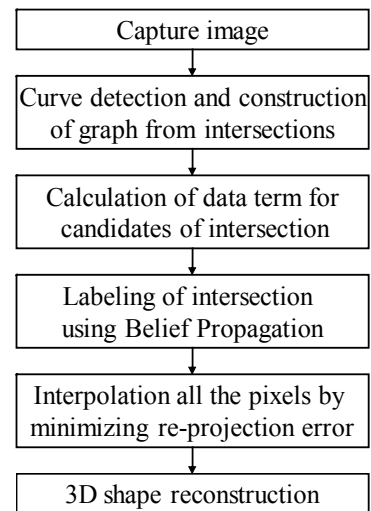 Capture image
Curve detection and construction
of graph from intersections
Calculation of data term for
candidates of intersection
Labeling of intersection
using Belief Propagation
Interpolation all the pixels by
minimizing re-projection error
3D shape reconstruction